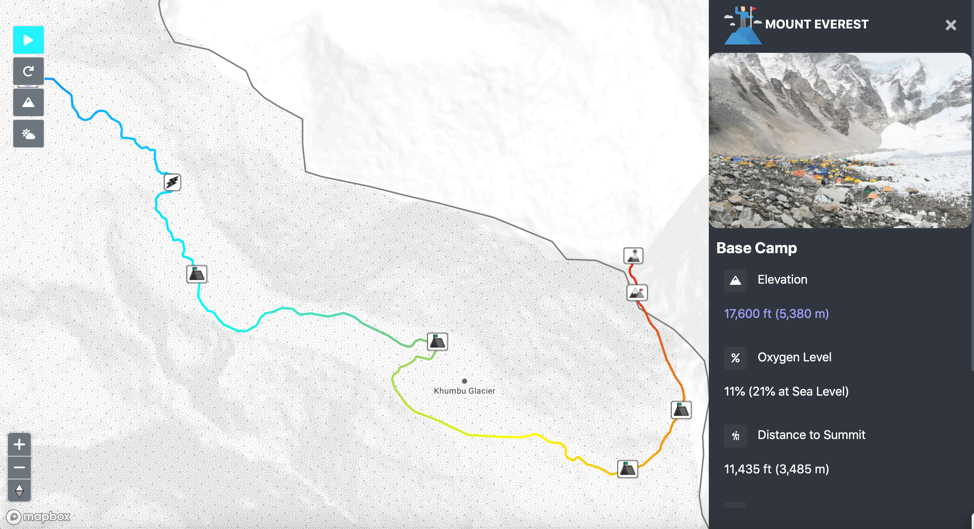 MOUNT EVEREST
×
Khumbu Glacier
Base Camp
Elevation
17,600 ft (5,380 m)
%
Oxygen Level
11% (21% at Sea Level)
Distance to Summit
11,435 ft (3,485 m)
+
−
mapbox